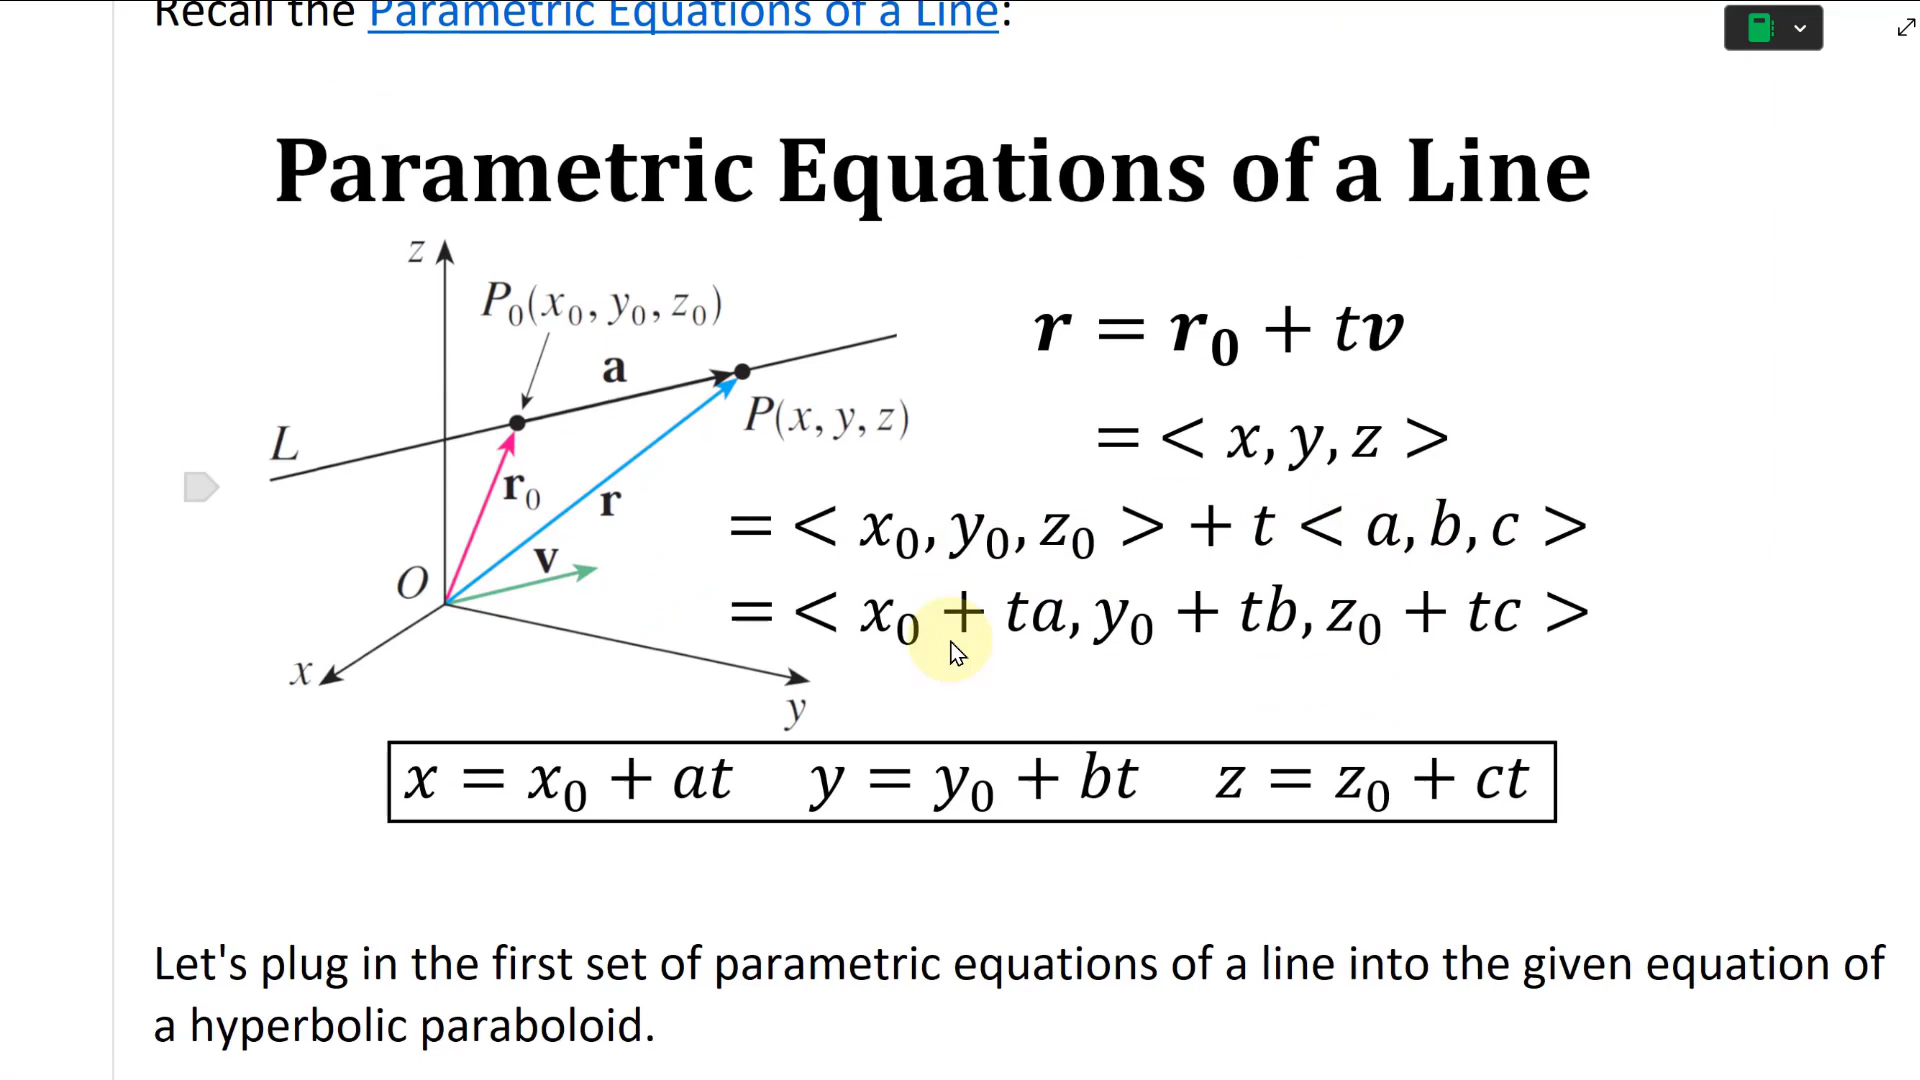 Recall the Parametric Equations of a Line:
Parametric Equations of a Line
z
P₀(x₀, y₀, z₀)
a
P(x, y, z)
L
r₀
r
v
O
x
y
𝒓 = 𝒓₀ + t𝒗
= < x, y, z >
= < x₀, y₀, z₀ > + t < a, b, c >
= < x₀ + ta, y₀ + tb, z₀ + tc >
x = x₀ + at y = y₀ + bt z = z₀ + ct
Let's plug in the first set of parametric equations of a line into the given equation of
a hyperbolic paraboloid.